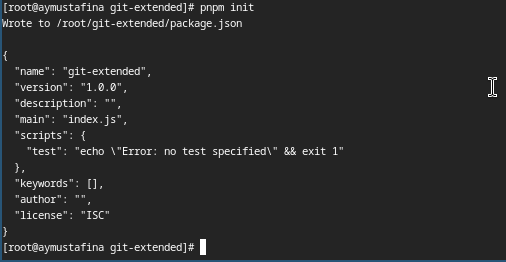 [root@aymustafina git-extended]# pnpm init
Wrote to /root/git-extended/package.json

{
  "name": "git-extended",
  "version": "1.0.0",
  "description": "",
  "main": "index.js",
  "scripts": {
    "test": "echo \"Error: no test specified\" && exit 1"
  },
  "keywords": [],
  "author": "",
  "license": "ISC"
}
[root@aymustafina git-extended]#